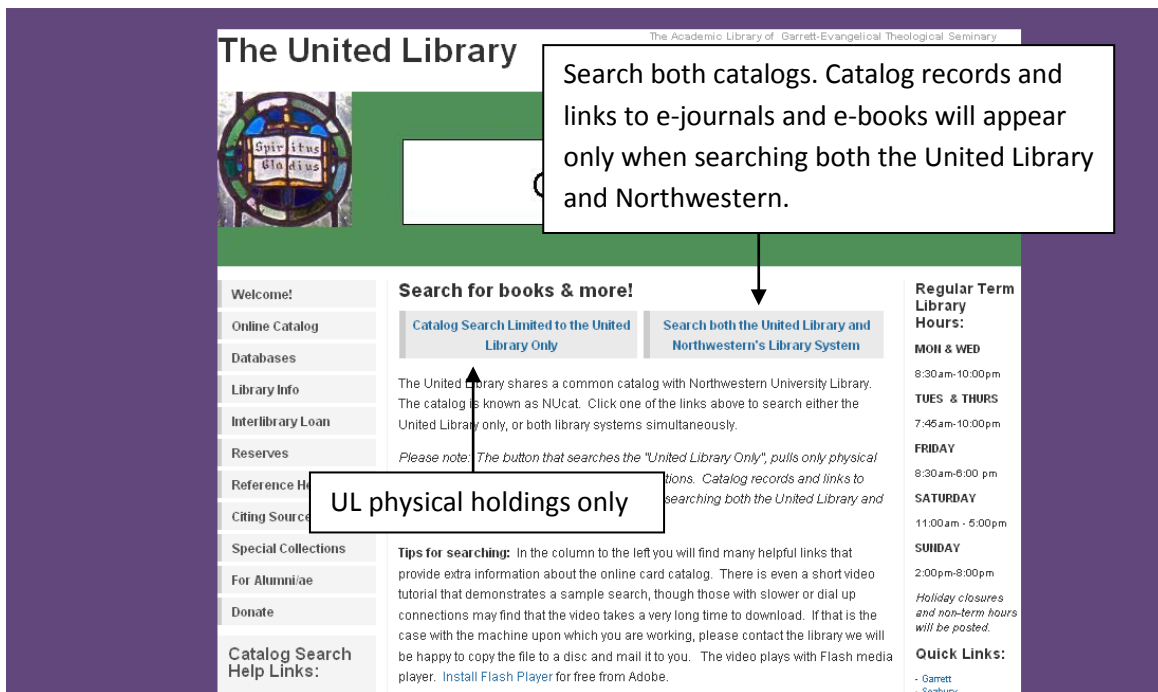 The United Library
The Academic Library of Garrett-Evangelical Theological Seminary
Search both catalogs. Catalog records and
links to e-journals and e-books will appear
only when searching both the United Library
and Northwestern.
Spiritus
Gladius
Welcome!
Online Catalog
Databases
Library Info
Interlibrary Loan
Reserves
Reference
Citing Source
Special Collections
For Alumni/ae
Donate
Catalog Search
Help Links:
Search for books & more!
Catalog Search Limited to the United
Library Only
Search both the United Library and
Northwestern's Library System
The United Library shares a common catalog with Northwestern University Library.
The catalog is known as NUcat. Click one of the links above to search either the
United Library only, or both library systems simultaneously.
Please note: The button that searches the "United Library Only", pulls only physical
tions. Catalog records and links to
searching both the United Library and
UL physical holdings only
Tips for searching: In the column to the left you will find many helpful links that
provide extra information about the online card catalog. There is even a short video
tutorial that demonstrates a sample search, though those with slower or dial up
connections may find that the video takes a very long time to download. If that is the
case with the machine upon which you are working, please contact the library we will
be happy to copy the file to a disc and mail it to you. The video plays with Flash media
player. Install Flash Player for free from Adobe.
Regular Term
Library
Hours:
MON & WED
8:30am-10:00pm
TUES & THURS
7:45am-10:00pm
FRIDAY
8:30am-6:00 pm
SATURDAY
11:00am - 5:00pm
SUNDAY
2:00pm-8:00pm
Holiday closures
and non-term hours
will be posted.
Quick Links:
- Garrett